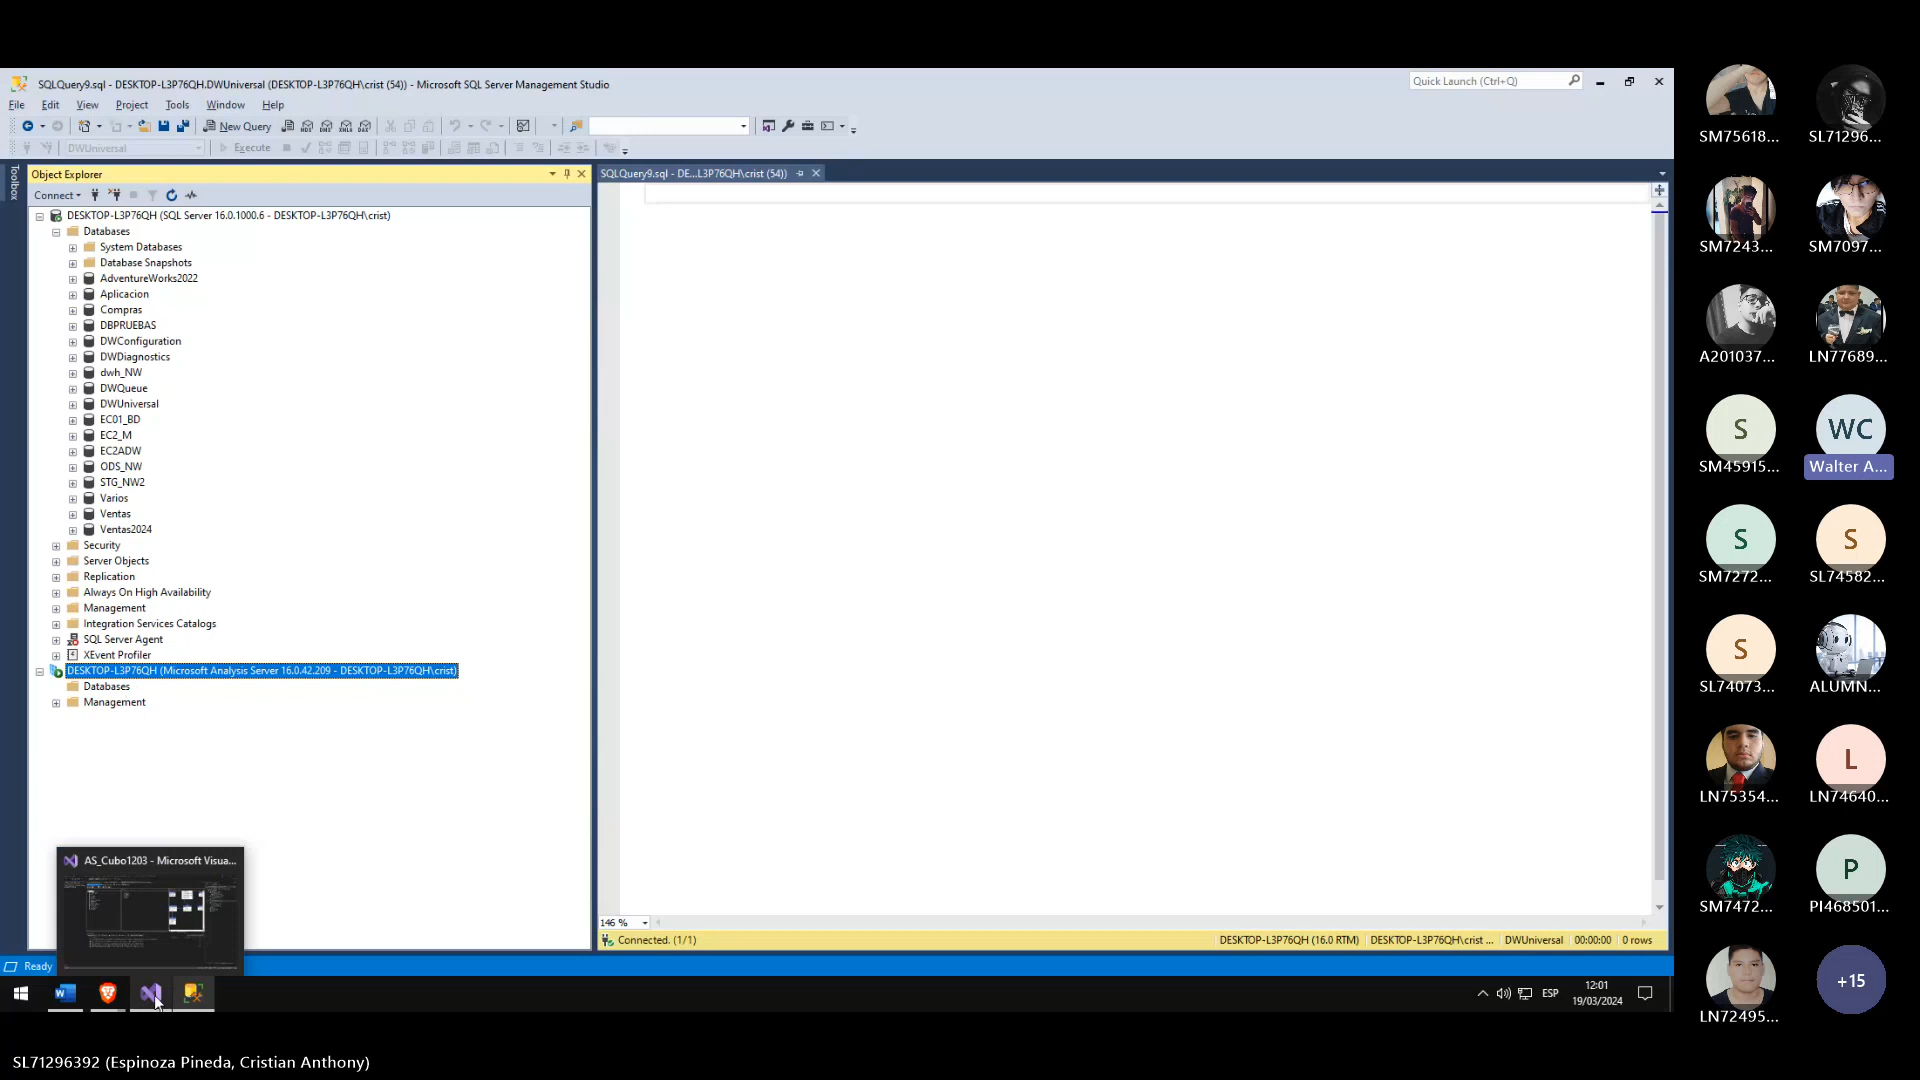 SQLQuery9.sql - DESKTOP-L3P76QH.DWUniversal (DESKTOP-L3P76QH\crist (54)) - Microsoft SQL Server Management Studio
Quick Launch (Ctrl+Q)
File Edit View Project Tools Window Help
New Query
DWUniversal
Execute
Toolbox
Object Explorer
Connect
DESKTOP-L3P76QH (SQL Server 16.0.1000.6 - DESKTOP-L3P76QH\crist)
Databases
System Databases
Database Snapshots
AdventureWorks2022
Aplicacion
Compras
DBPRUEBAS
DWConfiguration
DWDiagnostics
dwh_NW
DWQueue
DWUniversal
EC01_BD
EC2_M
EC2ADW
ODS_NW
STG_NW2
Varios
Ventas
Ventas2024
Security
Server Objects
Replication
Always On High Availability
Management
Integration Services Catalogs
SQL Server Agent
XEvent Profiler
DESKTOP-L3P76QH (Microsoft Analysis Server 16.0.42.209 - DESKTOP-L3P76QH\crist)
Databases
Management
SQLQuery9.sql - DE...L3P76QH\crist (54))
146 %
Connected. (1/1)
DESKTOP-L3P76QH (16.0 RTM) DESKTOP-L3P76QH\crist ... DWUniversal 00:00:00 0 rows
AS_Cubo1203 - Microsoft Visua...
Ready
ESP
12:01
19/03/2024
SM75618... SL71296...
SM7243... SM7097...
A201037... LN77689...
S WC
SM45915... Walter A...
S S
SM7272... SL74582...
S
SL74073... ALUMN...
L
LN75354... LN74640...
P
SM7472... PI468501...
+15
LN72495...
SL71296392 (Espinoza Pineda, Cristian Anthony)